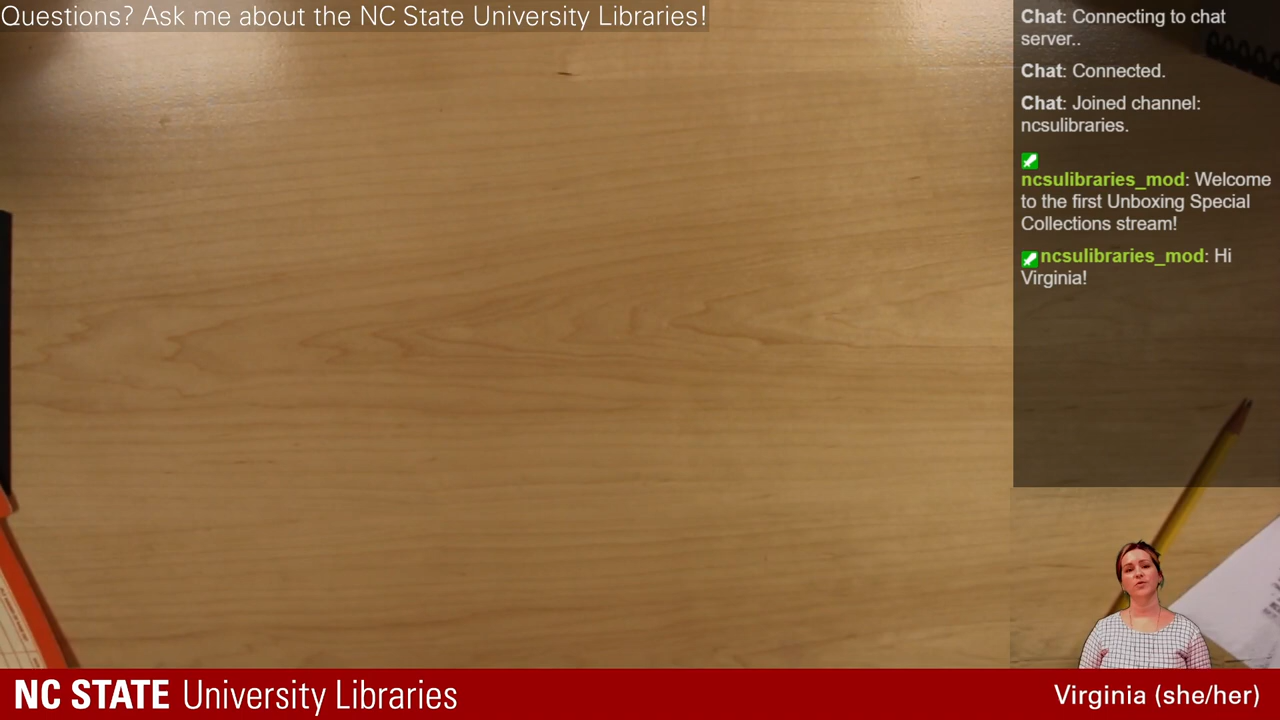 Questions? Ask me about the NC State University Libraries!
Chat: Connecting to chat
server..
Chat: Connected.
Chat: Joined channel:
ncsulibraries.
ncsulibraries_mod: Welcome
to the first Unboxing Special
Collections stream!
ncsulibraries_mod: Hi
Virginia!
NC STATE University Libraries
Virginia (she/her)